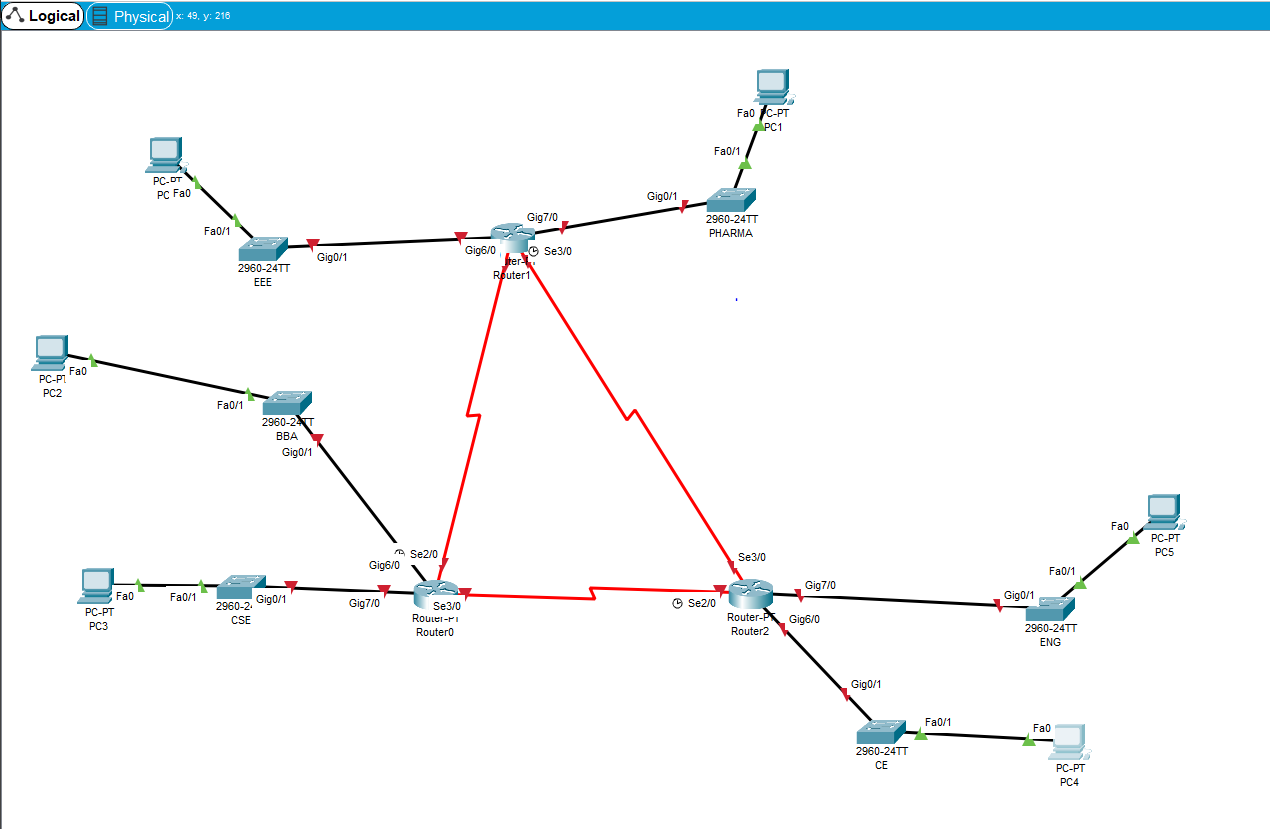 Logical Physical x: 49, y: 216
PC-PT
PC1
Fa0
Fa0/1
Gig0/1
2960-24TT
PHARMA
PC-PT
PC
Fa0
Fa0/1
2960-24TT
EEE
Gig0/1
Gig6/0
Gig7/0
Se3/0
Router1
Fa0
PC2
Fa0/1
2960-24TT
BBA
Gig0/1
Se2/0
Gig6/0
Gig7/0
Se3/0
Router-PT
Router0
PC-PT
PC3
Fa0
Fa0/1
2960-2
CSE
Gig0/1
Se3/0
Se2/0
Gig7/0
Gig6/0
Router-PT
Router2
Fa0
PC-PT
PC5
Fa0/1
Gig0/1
2960-24TT
ENG
Gig0/1
Fa0/1
2960-24TT
CE
Fa0
PC-PT
PC4